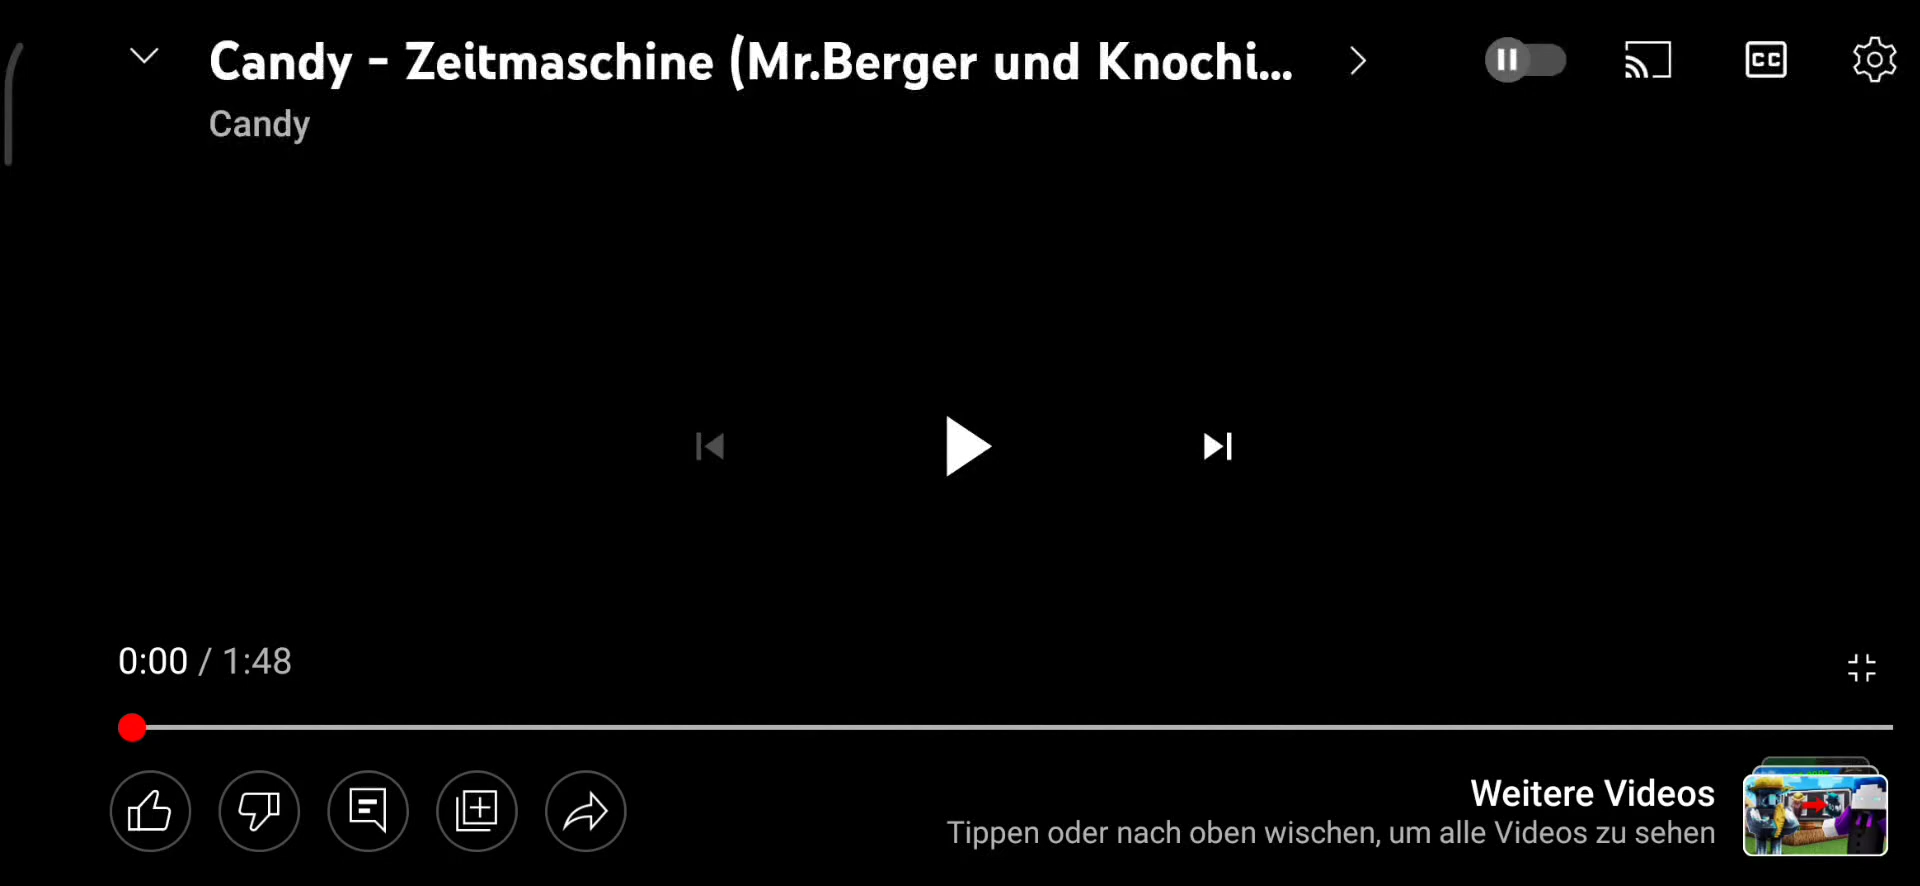 Candy - Zeitmaschine (Mr.Berger und Knochi...
Candy
CC
0:00 / 1:48
Weitere Videos
Tippen oder nach oben wischen, um alle Videos zu sehen